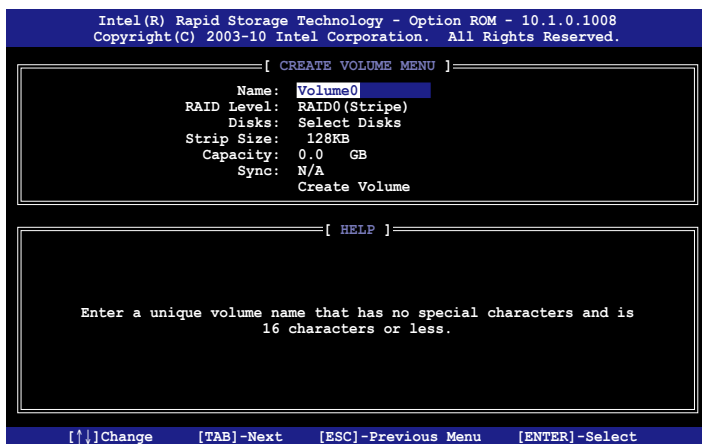 Intel(R) Rapid Storage Technology - Option ROM - 10.1.0.1008
Copyright(C) 2003-10 Intel Corporation. All Rights Reserved.
[ CREATE VOLUME MENU ]
Name: Volume0
RAID Level: RAID0(Stripe)
Disks: Select Disks
Strip Size: 128KB
Capacity: 0.0 GB
Sync: N/A
Create Volume
[ HELP ]
Enter a unique volume name that has no special characters and is
16 characters or less.
[↑↓]Change [TAB]-Next [ESC]-Previous Menu [ENTER]-Select